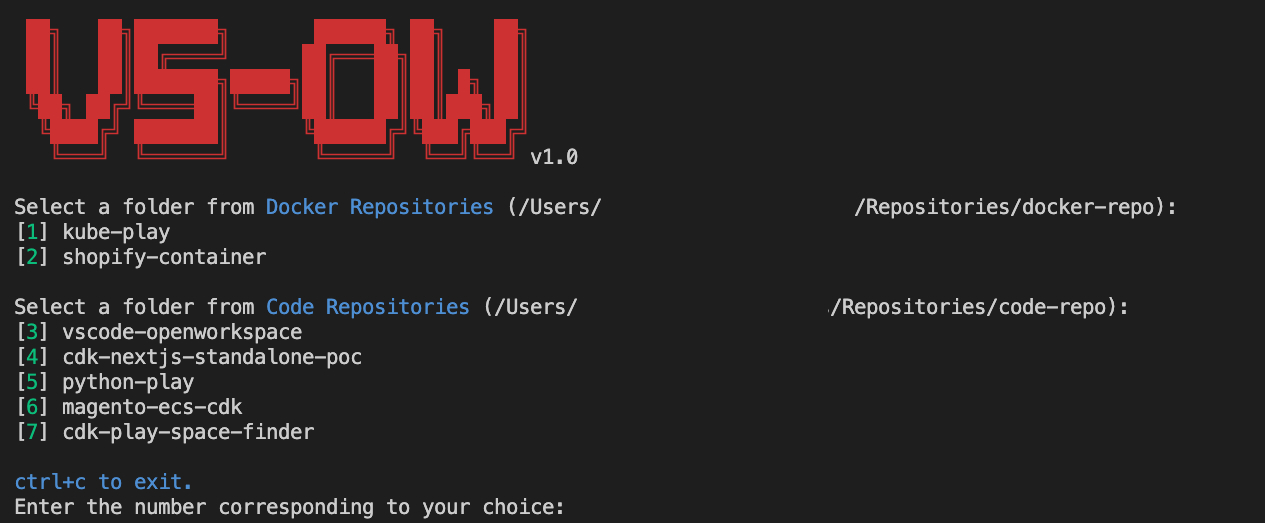 VS-OW
v1.0
Select a folder from Docker Repositories (/Users/ /Repositories/docker-repo):
[1] kube-play
[2] shopify-container
Select a folder from Code Repositories (/Users/ /Repositories/code-repo):
[3] vscode-openworkspace
[4] cdk-nextjs-standalone-poc
[5] python-play
[6] magento-ecs-cdk
[7] cdk-play-space-finder
ctrl+c to exit.
Enter the number corresponding to your choice: